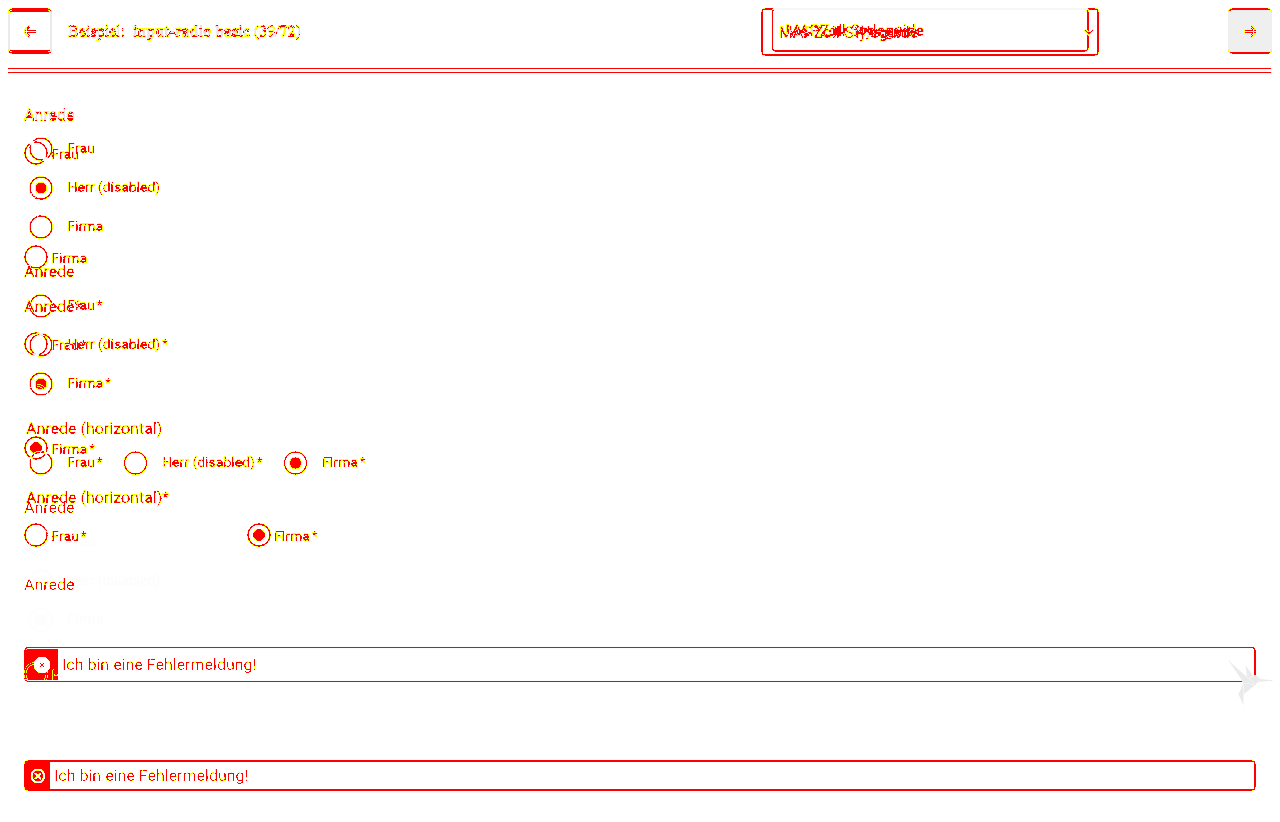 Beispiel: input-radio basic (39/72)
Anrede
Frau
Frau*
Herr (disabled)
Firma
Firma
Anrede
Frau*
Anrede*
Herr (disabled)*
Frau*
Firma*
Anrede (horizontal)
Firma*
Frau* Herr (disabled)* Firma*
Anrede (horizontal)*
Anrede
Frau* Firma*
Anrede
Ich bin eine Fehlermeldung!
Ich bin eine Fehlermeldung!